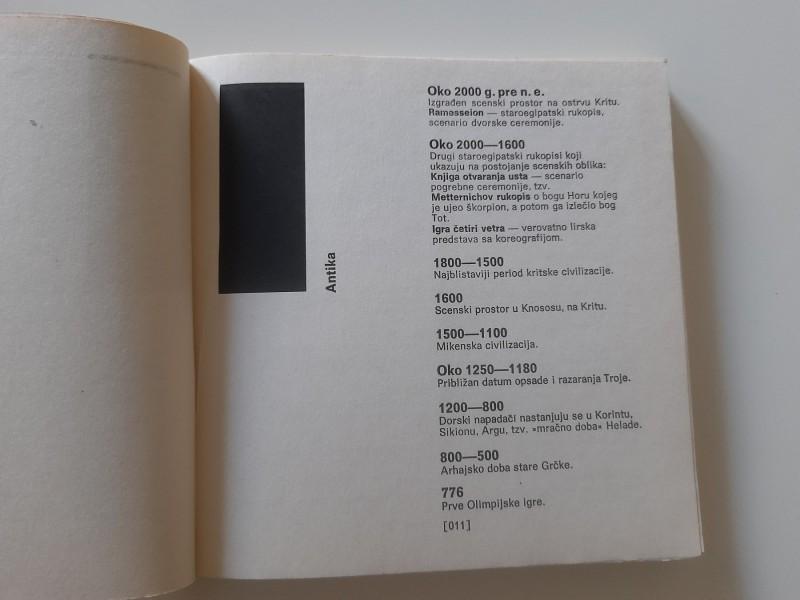 Antika
Oko 2000 g. pre n. e.
Izgrađen scenski prostor na ostrvu Kritu.
Ramasseion — staroegipatski rukopis,
scenario dvorske ceremonije.
Oko 2000—1600
Drugi staroegipatski rukopisi koji
ukazuju na postojanje scenskih oblika:
Knjiga otvaranja usta — scenario
pogrebne ceremonije, tzv.
Metternichov rukopis o bogu Horu kojeg
je ujeo škorpion, a potom ga izlečio bog
Tot.
Igra četiri vetra — verovatno lirska
predstava sa koreografijom.
1800—1500
Najblistaviji period kritske civilizacije.
1600
Scenski prostor u Knososu, na Kritu.
1500—1100
Mikenska civilizacija.
Oko 1250—1180
Približan datum opsade i razaranja Troje.
1200—800
Dorski napadači nastanjuju se u Korintu,
Sikionu, Argu, tzv. »mračno doba« Helade.
800—500
Arhajsko doba stare Grčke.
776
Prve Olimpijske igre.
[011]